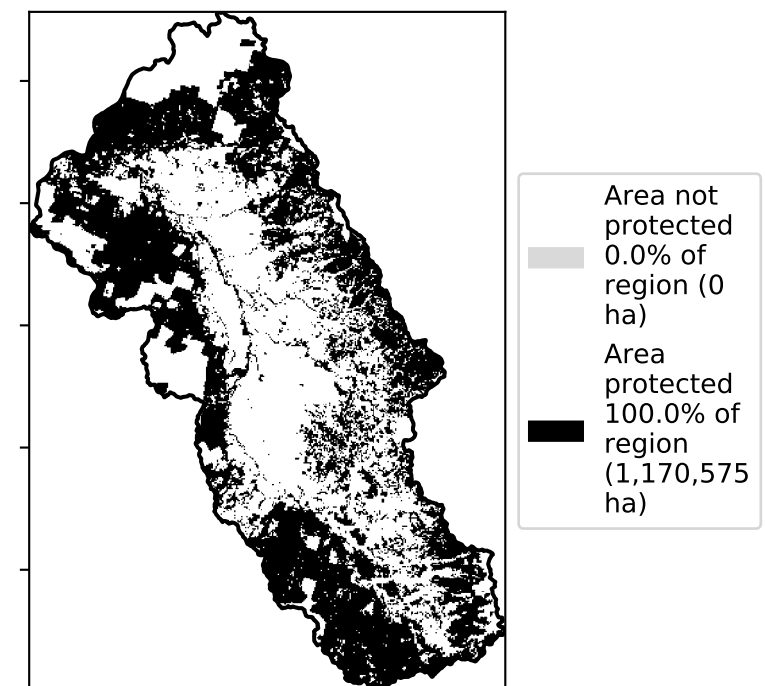 Area not
protected
0.0% of
region (0
ha)
Area
protected
100.0% of
region
(1,170,575
ha)